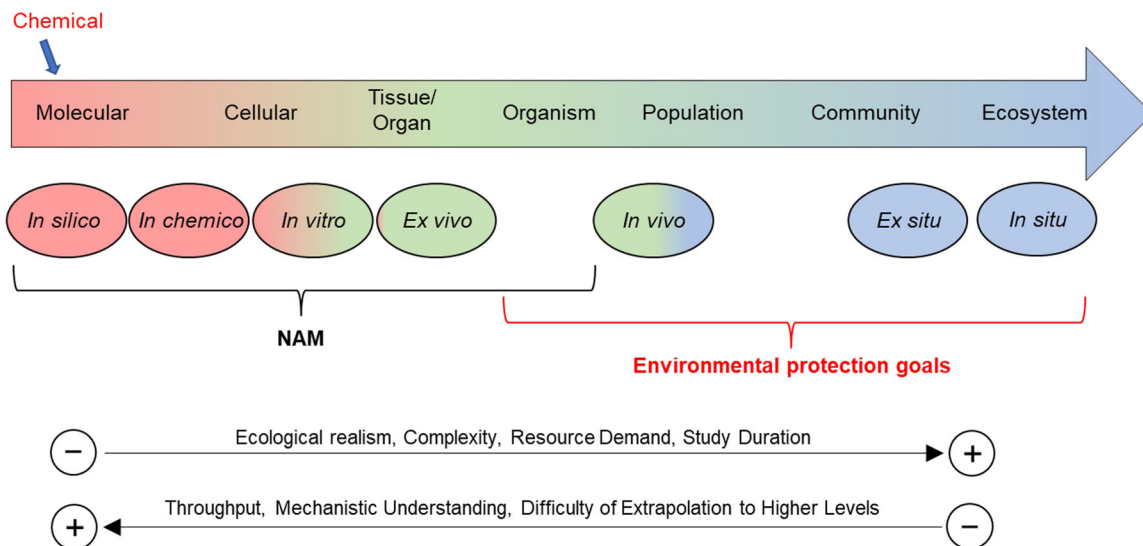 Chemical
Molecular
Cellular
Tissue/
Organ
Organism
Population
Community
Ecosystem
In silico
In chemico
In vitro
Ex vivo
In vivo
Ex situ
In situ
NAM
Environmental protection goals
Ecological realism, Complexity, Resource Demand, Study Duration
− +
Throughput, Mechanistic Understanding, Difficulty of Extrapolation to Higher Levels
+ −